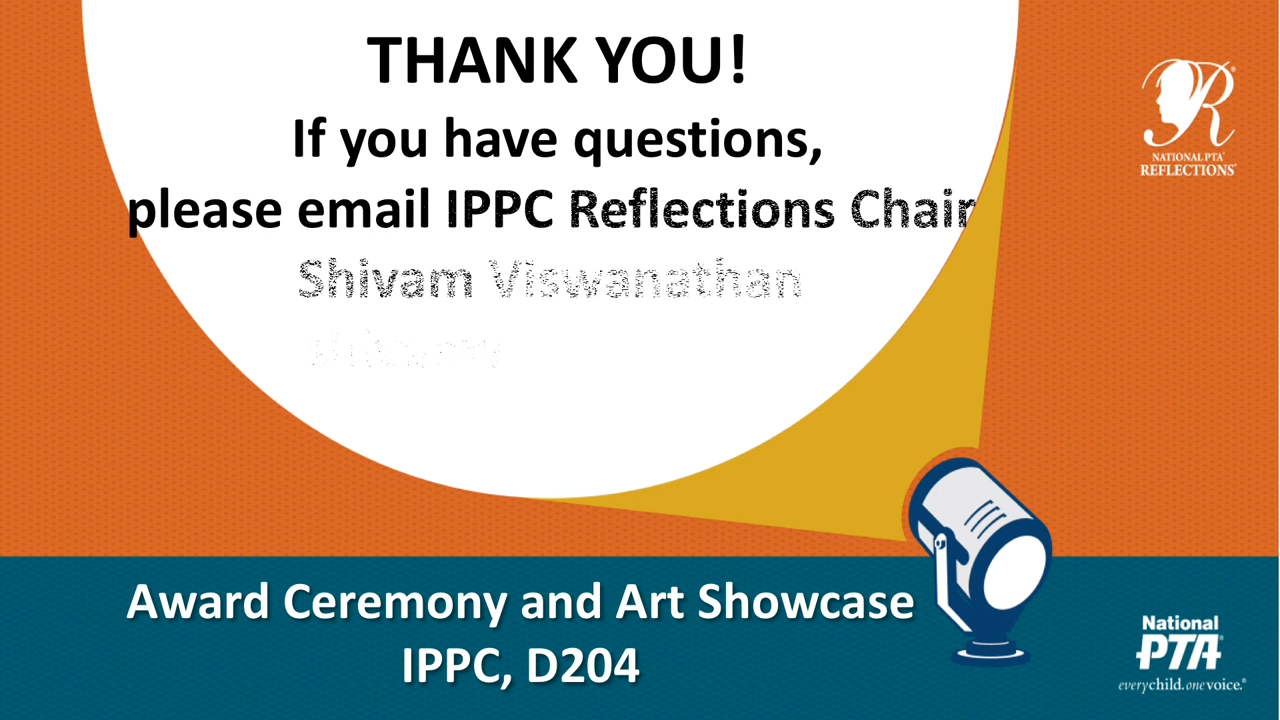 THANK YOU!
If you have questions,
please email IPPC Reflections Chair
Shivam Viswanathan
R
NATIONAL PTA®
REFLECTIONS®
Award Ceremony and Art Showcase
IPPC, D204
National
PTA®
everychild.onevoice.®